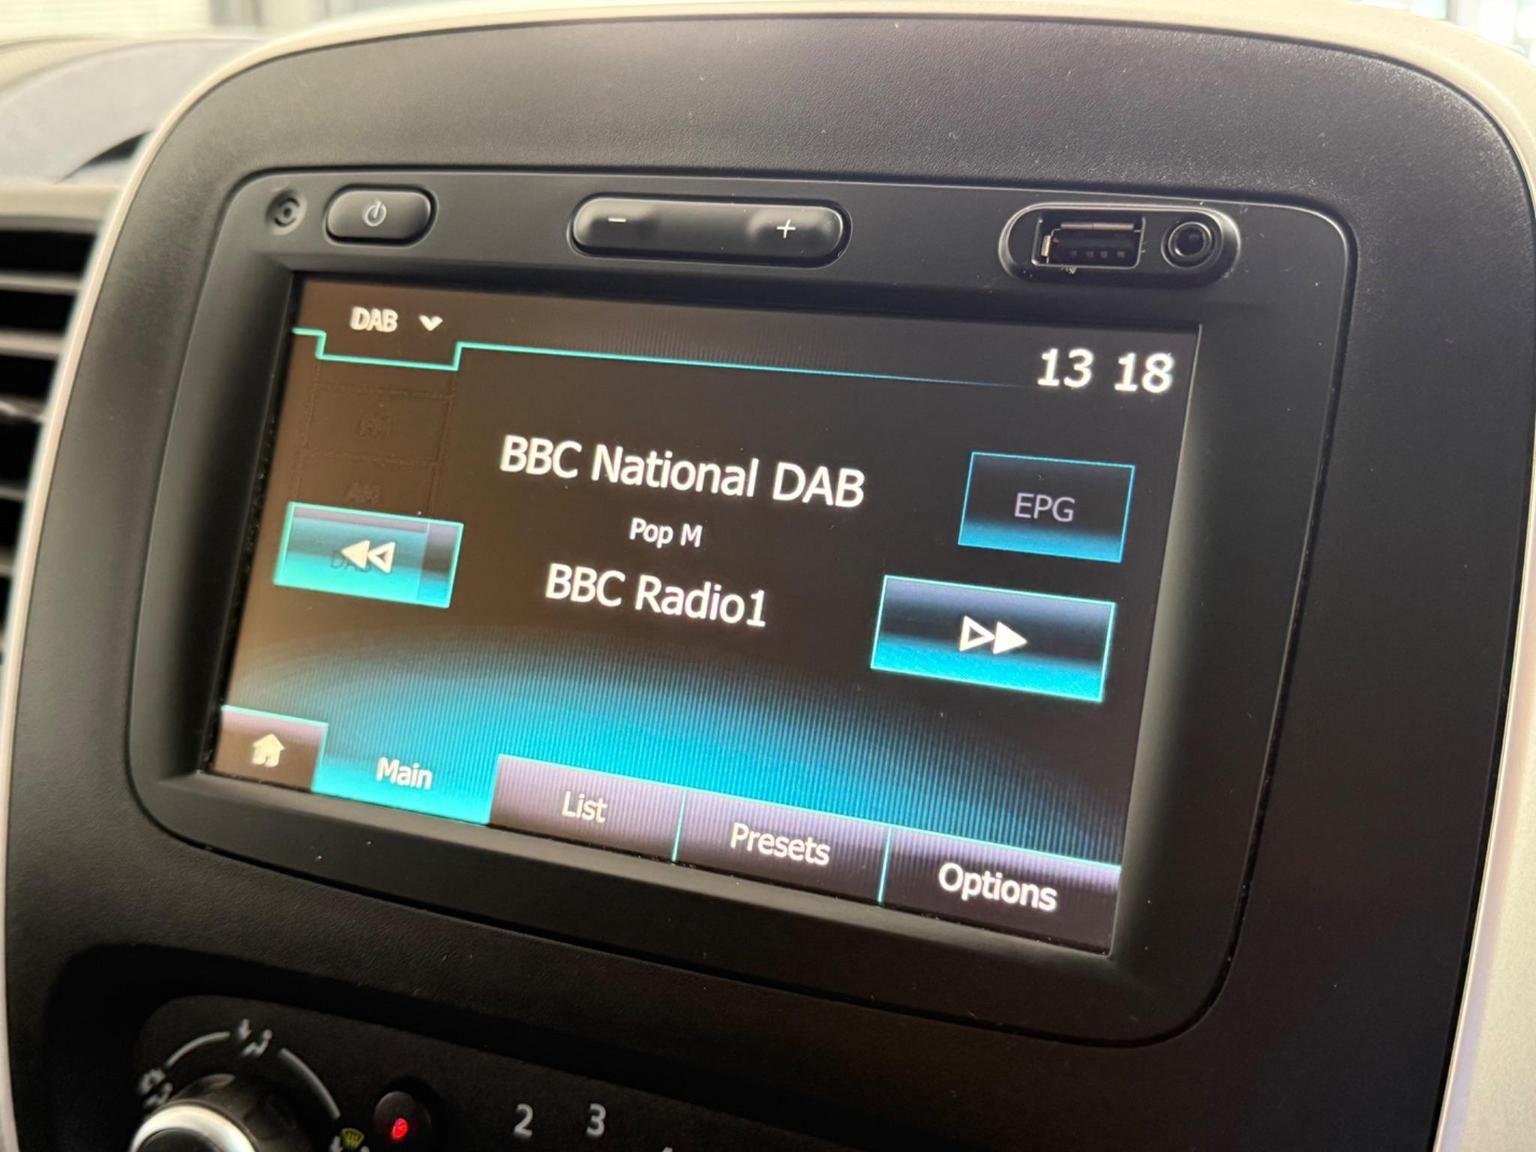 DAB
13 18
BBC National DAB
EPG
Pop M
BBC Radio1
Main
List
Presets
Options
2
3